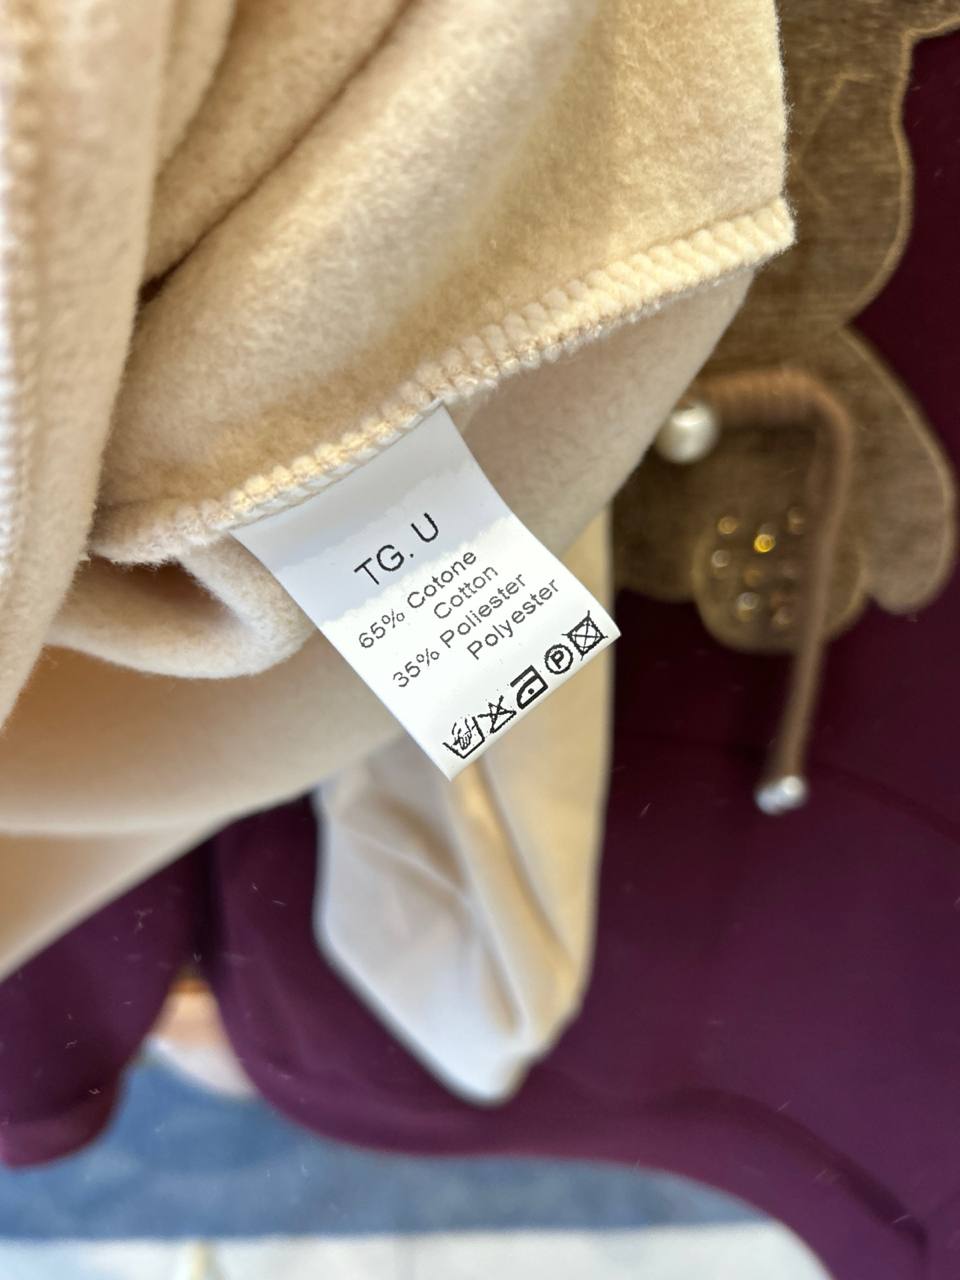 TG. U
65% Cotone
Cotton
35% Poliester
Polyester
P